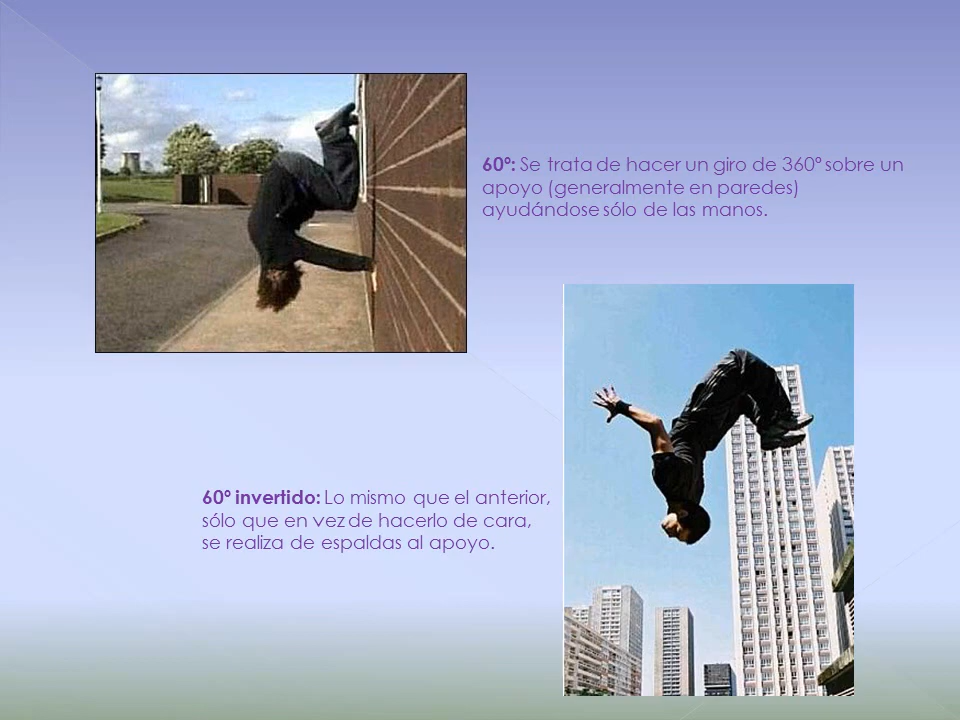 60º: Se trata de hacer un giro de 360º sobre un
apoyo (generalmente en paredes)
ayudándose sólo de las manos.
60º invertido: Lo mismo que el anterior,
sólo que en vez de hacerlo de cara,
se realiza de espaldas al apoyo.